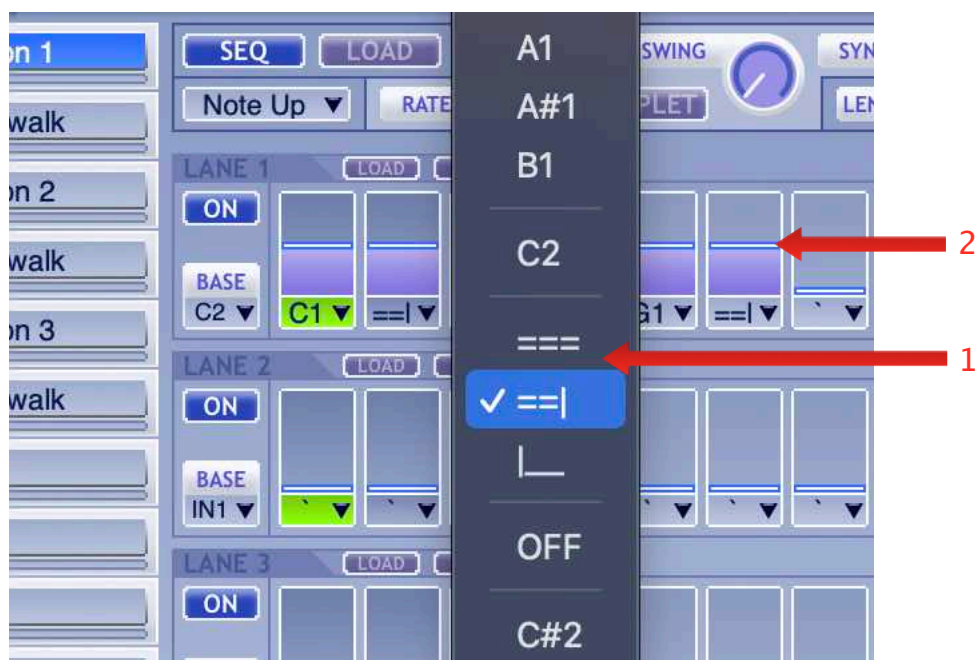 on 1
walk
on 2
walk
on 3
walk
SEQ LOAD
Note Up ▼ RATE
SWING
PLET
SYN
LEN
LANE 1 LOAD
ON
BASE
C2 ▼ C1 ▼ ==| ▼ G1 ▼ ==| ▼ ` ▼
LANE 2 LOAD
ON
BASE
IN1 ▼ ` ▼ ` ▼ ` ▼ ` ▼ ` ▼
LANE 3 LOAD
ON
A1
A#1
B1
C2
===
✓ ==|
|__
OFF
C#2
2
1